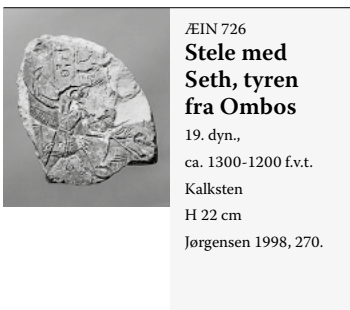 ÆIN 726
Stele med
Seth, tyren
fra Ombos
19. dyn.,
ca. 1300-1200 f.v.t.
Kalksten
H 22 cm
Jørgensen 1998, 270.